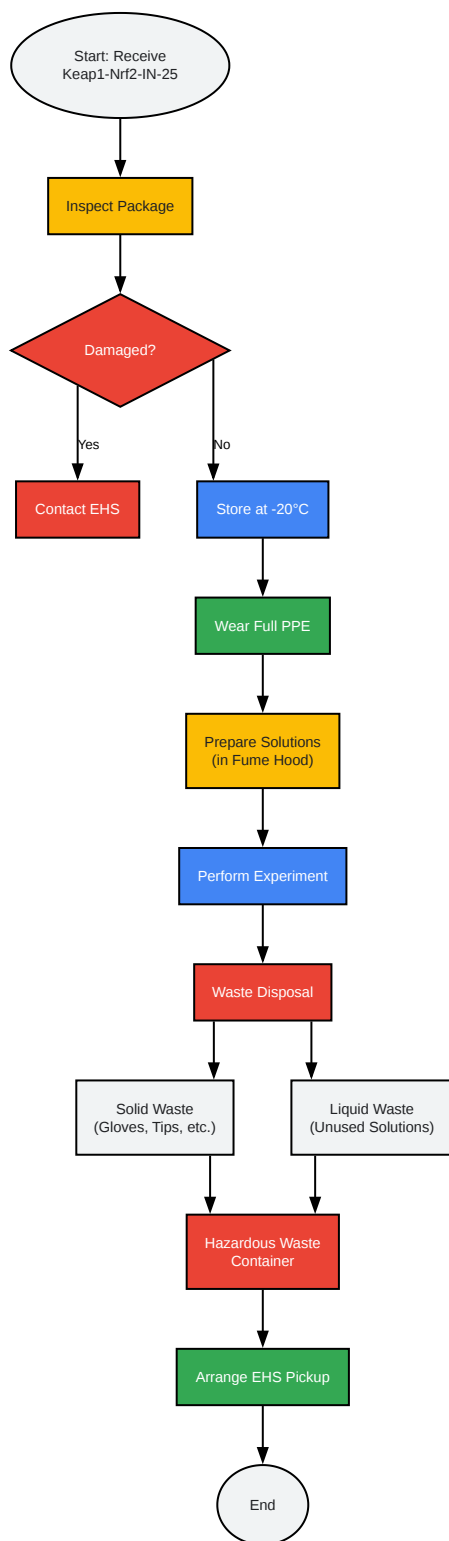 Start: Receive
Keap1-Nrf2-IN-25
Inspect Package
Damaged?
Yes
No
Contact EHS
Store at -20°C
Wear Full PPE
Prepare Solutions
(in Fume Hood)
Perform Experiment
Waste Disposal
Solid Waste
(Gloves, Tips, etc.)
Liquid Waste
(Unused Solutions)
Hazardous Waste
Container
Arrange EHS Pickup
End